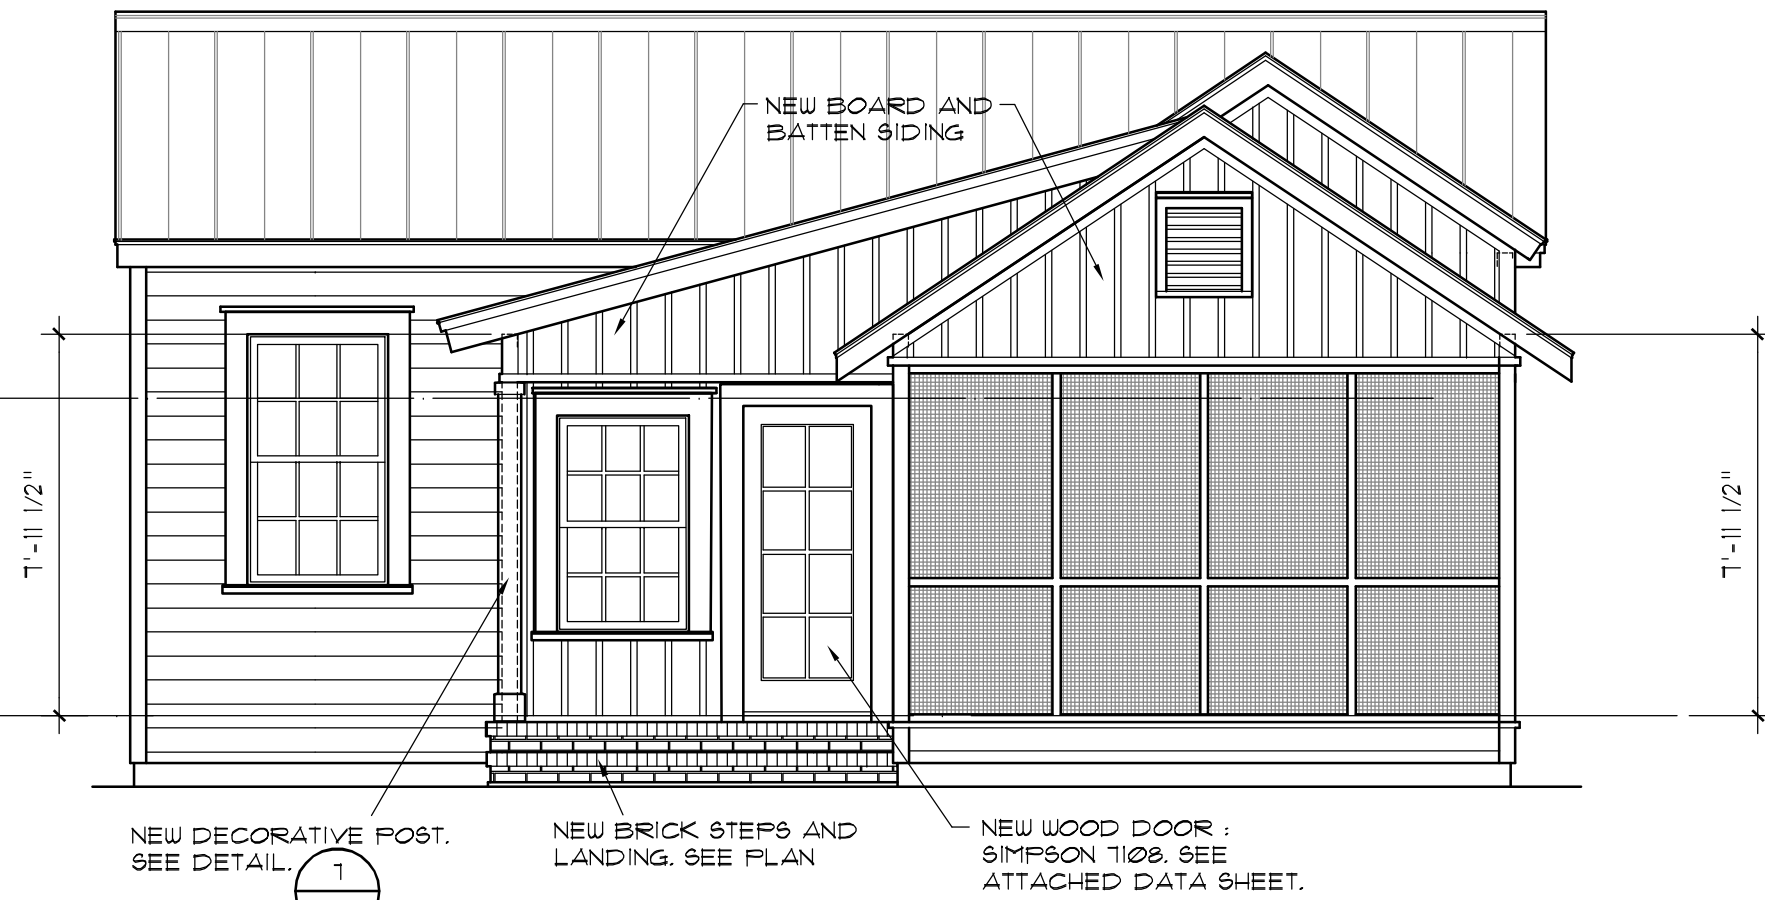 NEW BOARD AND
BATTEN SIDING
7'-11 1/2"
7'-11 1/2"
NEW DECORATIVE POST.
SEE DETAIL.
7
NEW BRICK STEPS AND
LANDING. SEE PLAN
NEW WOOD DOOR :
SIMPSON 7108. SEE
ATTACHED DATA SHEET.